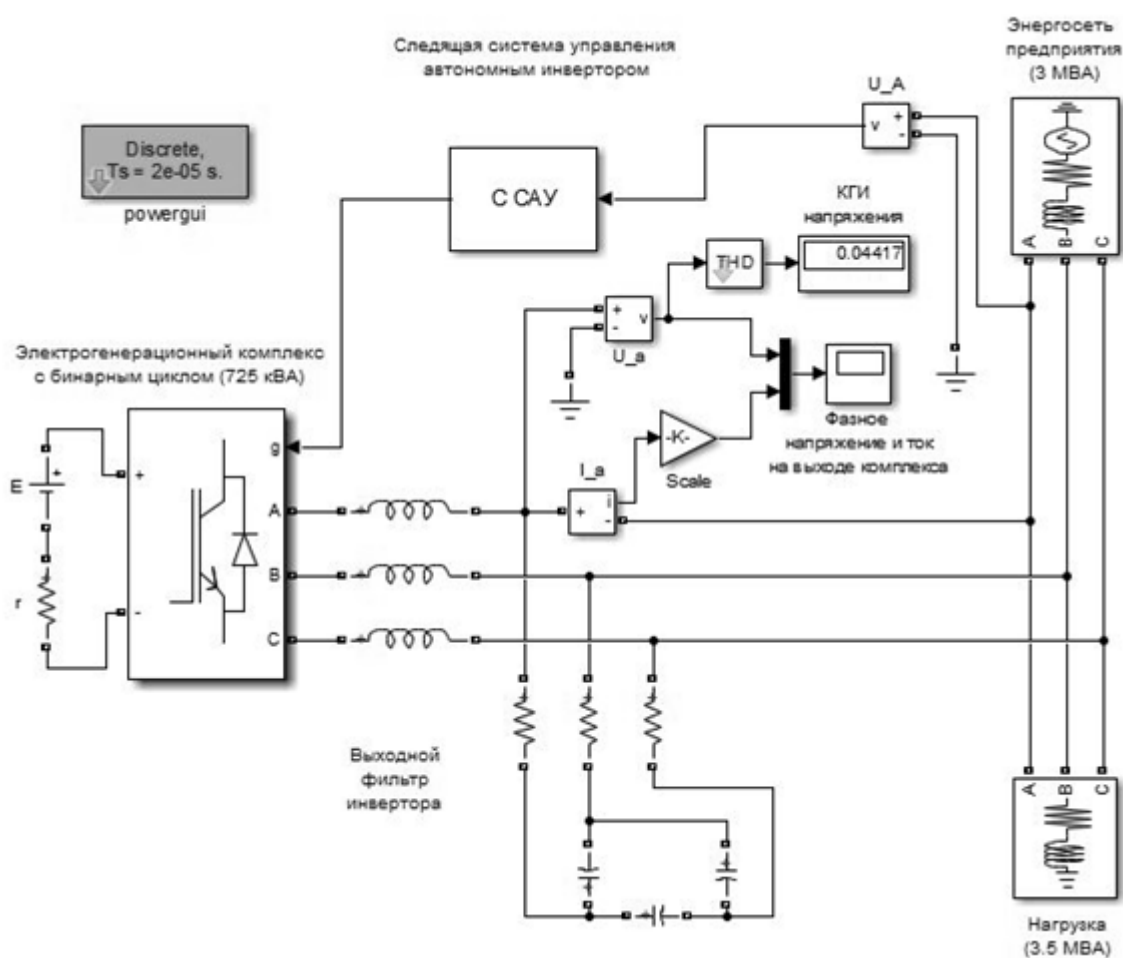 Энергосеть
предприятия
(3 МВА)
Следящая система управления
автономным инвертором
U_A
+
v
-
Discrete,
Ts = 2e-05 s.
powergui
С САУ
КГИ
напряжения
THD
0.04417
A
B
C
+
v
-
U_a
Электрогенерационный комплекс
с бинарным циклом (725 кВА)
Фазное
напряжение и ток
на выходе комплекса
-K-
Scale
g
+
E
+
I_a
+
i
-
A
+
B
+
r
-
C
+
+
+
+
Выходной
фильтр
инвертора
A
B
C
+
+
+
Нагрузка
(3.5 МВА)